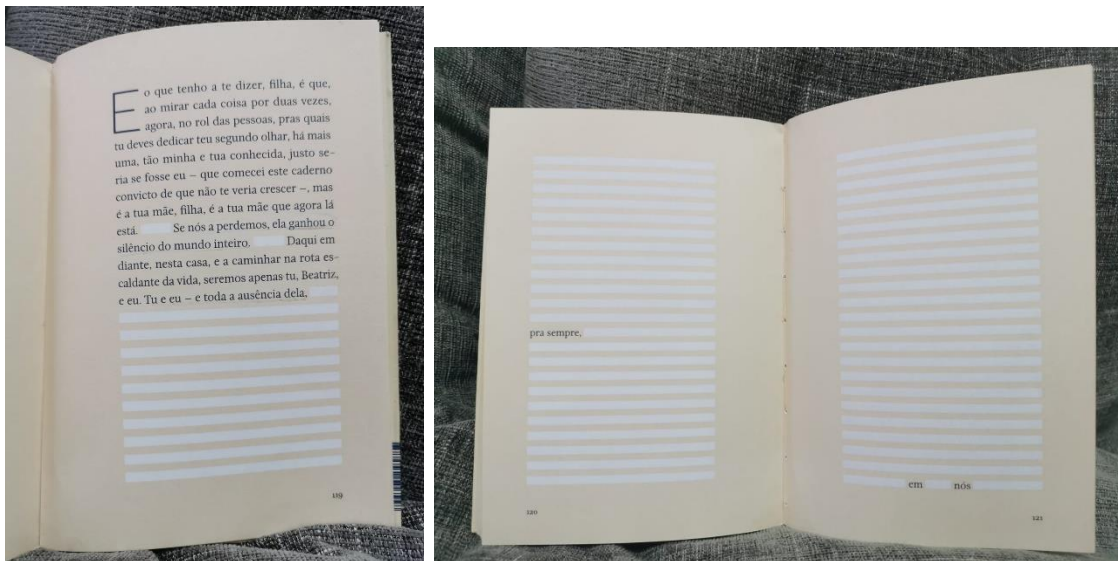 E o que tenho a te dizer, filha, é que,
ao mirar cada coisa por duas vezes,
agora, no rol das pessoas, pras quais
tu deves dedicar teu segundo olhar, há mais
uma, tão minha e tua conhecida, justo se-
ria se fosse eu – que comecei este caderno
convicto de que não te veria crescer –, mas
é a tua mãe, filha, é a tua mãe que agora lá
está. Se nós a perdemos, ela ganhou o
silêncio do mundo inteiro. Daqui em
diante, nesta casa, e a caminhar na rota es-
caldante da vida, seremos apenas tu, Beatriz,
e eu. Tu e eu – e toda a ausência dela,
119
pra sempre,
120
em nós
121